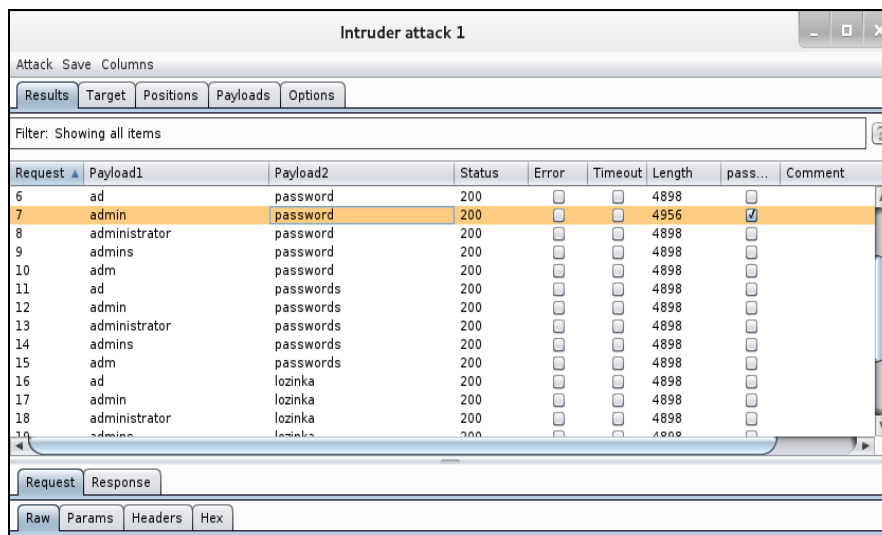 Intruder attack 1
Attack Save Columns
Results Target Positions Payloads Options
Filter: Showing all items
?
Request Payload1 Payload2 Status Error Timeout Length pass... Comment
6 ad password 200 4898
7 admin password 200 4956
8 administrator password 200 4898
9 admins password 200 4898
10 adm password 200 4898
11 ad passwords 200 4898
12 admin passwords 200 4898
13 administrator passwords 200 4898
14 admins passwords 200 4898
15 adm passwords 200 4898
16 ad lozinka 200 4898
17 admin lozinka 200 4898
18 administrator lozinka 200 4898
19 admins lozinka 200 4898
Request Response
Raw Params Headers Hex